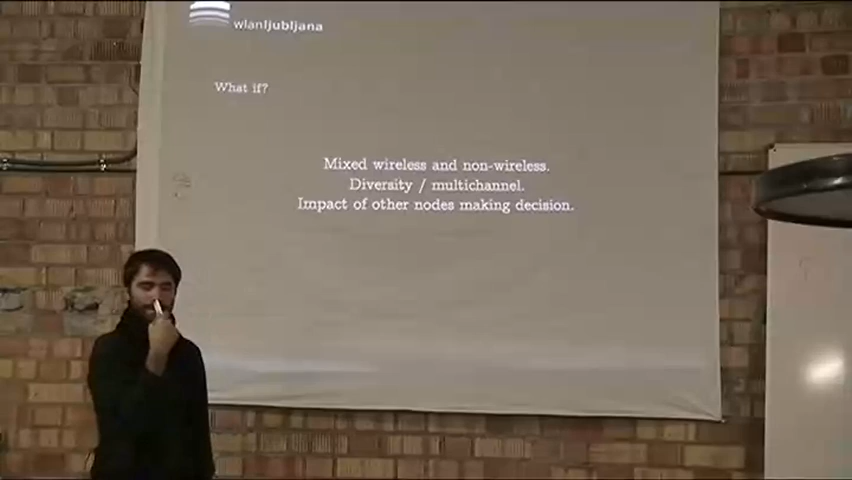 wlanljubljana
What if?
Mixed wireless and non-wireless.
Diversity / multichannel.
Impact of other nodes making decision.